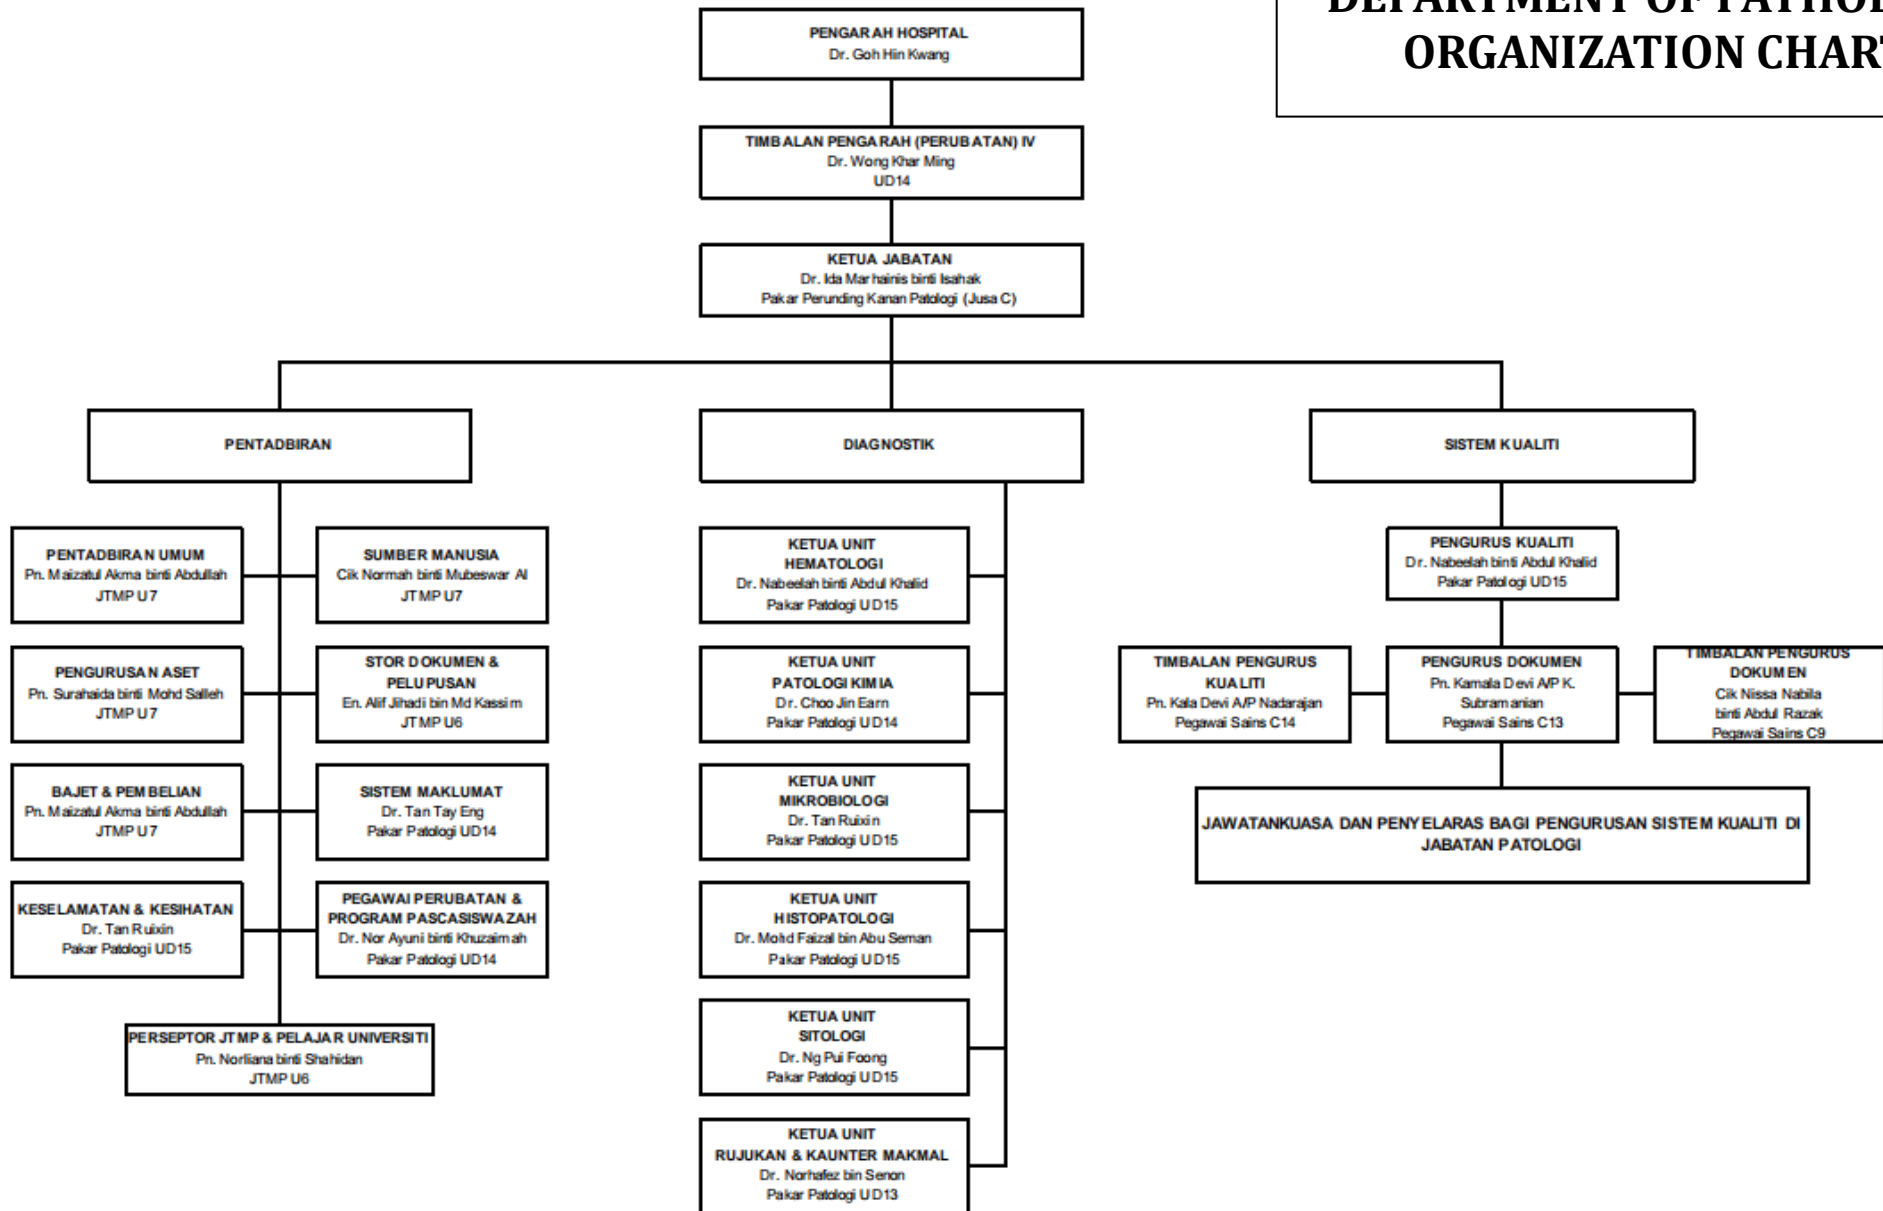 DEPARTMENT OF PATHOL
ORGANIZATION CHART
PENGARAH HOSPITAL
Dr. Goh Hin Kwang
TIMBALAN PENGARAH (PERUBATAN) IV
Dr. Wong Khar Ming
UD14
KETUA JABATAN
Dr. Ida Marhainis binti Isahak
Pakar Perunding Kanan Patologi (Jusa C)
PENTADBIRAN
PENTADBIRAN UMUM
Pn. Maizatul Akma binti Abdullah
JTMP U7
SUMBER MANUSIA
Cik Normah binti Mubeswar Al
JTMP U7
PENGURUSAN ASET
Pn. Surahaida binti Mohd Salleh
JTMP U7
STOR DOKUMEN &
PELUPUSAN
En. Alif Jihadi bin Md Kassim
JTMP U6
BAJET & PEMBELIAN
Pn. Maizatul Akma binti Abdullah
JTMP U7
SISTEM MAKLUMAT
Dr. Tan Tay Eng
Pakar Patologi UD14
KESELAMATAN & KESIHATAN
Dr. Tan Ruixin
Pakar Patologi UD15
PEGAWAI PERUBATAN &
PROGRAM PASCASISWAZAH
Dr. Nor Ayuni binti Khuzaimah
Pakar Patologi UD14
PERSEPTOR JTMP & PELAJAR UNIVERSITI
Pn. Norliana binti Shahidan
JTMP U6
DIAGNOSTIK
KETUA UNIT
HEMATOLOGI
Dr. Nabeelah binti Abdul Khalid
Pakar Patologi UD15
KETUA UNIT
PATOLOGI KIMIA
Dr. Choo Jin Earn
Pakar Patologi UD14
KETUA UNIT
MIKROBIOLOGI
Dr. Tan Ruixin
Pakar Patologi UD15
KETUA UNIT
HISTOPATOLOGI
Dr. Mohd Faizal bin Abu Seman
Pakar Patologi UD15
KETUA UNIT
SITOLOGI
Dr. Ng Pui Foong
Pakar Patologi UD15
KETUA UNIT
RUJUKAN & KAUNTER MAKMAL
Dr. Norhafez bin Senon
Pakar Patologi UD13
SISTEM KUALITI
PENGURUS KUALITI
Dr. Nabeelah binti Abdul Khalid
Pakar Patologi UD15
TIMBALAN PENGURUS
KUALITI
Pn. Kala Devi A/P Nadarajan
Pegawai Sains C14
PENGURUS DOKUMEN
Pn. Kamala Devi A/P K.
Subramanian
Pegawai Sains C13
TIMBALAN PENGURUS
DOKUMEN
Cik Nissa Nabila
binti Abdul Razak
Pegawai Sains C9
JAWATANKUASA DAN PENYELARAS BAGI PENGURUSAN SISTEM KUALITI DI
JABATAN PATOLOGI